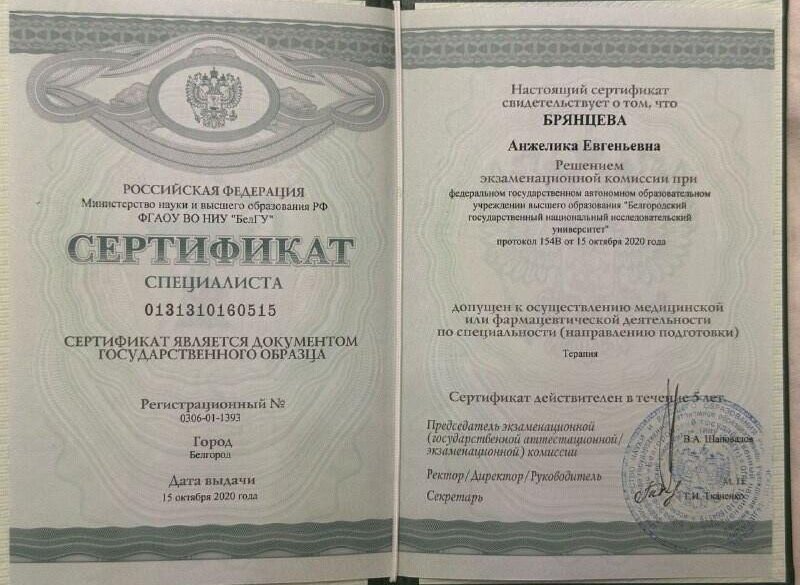 РОССИЙСКАЯ ФЕДЕРАЦИЯ
Министерство науки и высшего образования РФ
ФГАОУ ВО НИУ "БелГУ"
СЕРТИФИКАТ
СПЕЦИАЛИСТА
0131310160515
СЕРТИФИКАТ ЯВЛЯЕТСЯ ДОКУМЕНТОМ
ГОСУДАРСТВЕННОГО ОБРАЗЦА
Регистрационный №
0306-01-1393
Город
Белгород
Дата выдачи
15 октября 2020 года
Настоящий сертификат
свидетельствует о том, что
БРЯНЦЕВА
Анжелика Евгеньевна
Решением
экзаменационной комиссии при
федеральном государственном автономном образовательном
учреждении высшего образования "Белгородский
государственный национальный исследовательский
университет"
протокол 154В от 15 октября 2020 года
допущен к осуществлению медицинской
или фармацевтической деятельности
по специальности (направлению подготовки)
Терапия
Сертификат действителен в течение 5 лет.
Председатель экзаменационной
(государственной аттестационной/
экзаменационной) комиссии
В.А. Шаповалов
Ректор/Директор/Руководитель
М.П.
Секретарь
Т.И. Ткаченко